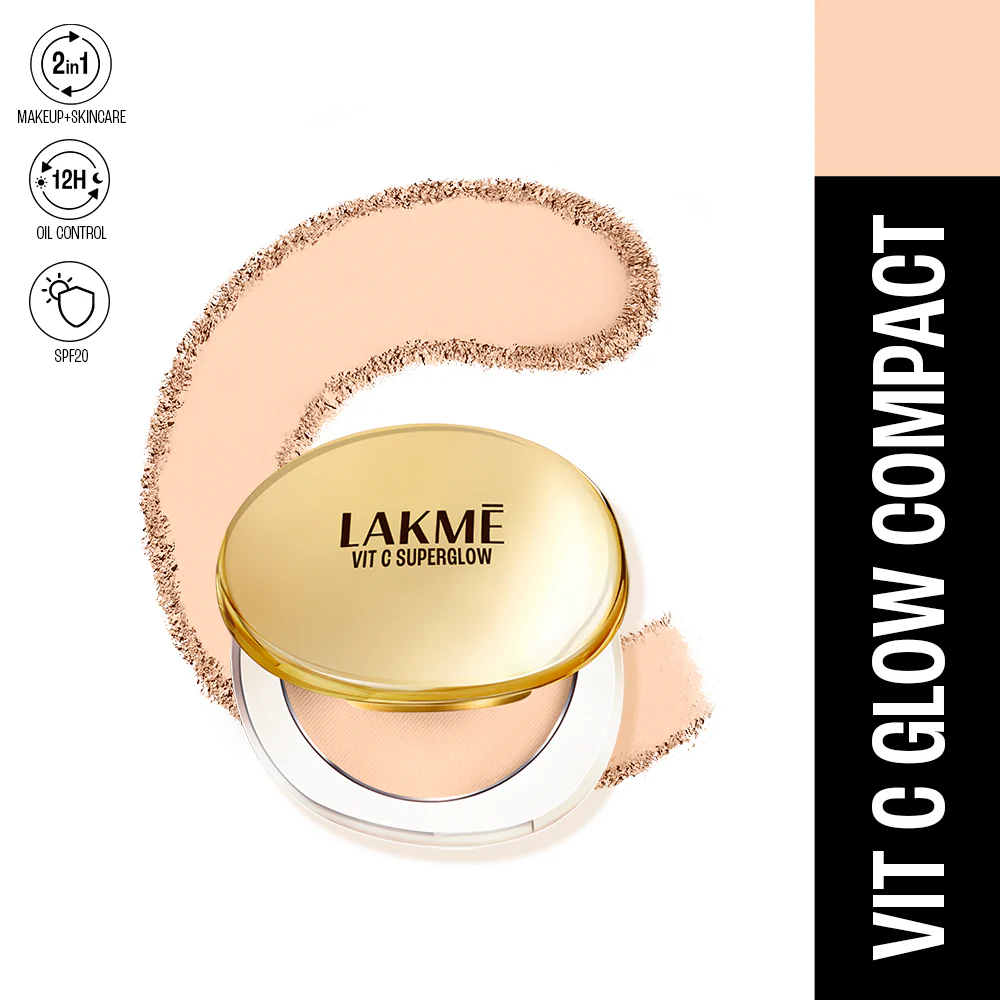 2in1
MAKEUP+SKINCARE
12H
OIL CONTROL
SPF20
LAKMĒ
VIT C SUPERGLOW
VIT C GLOW COMPACT